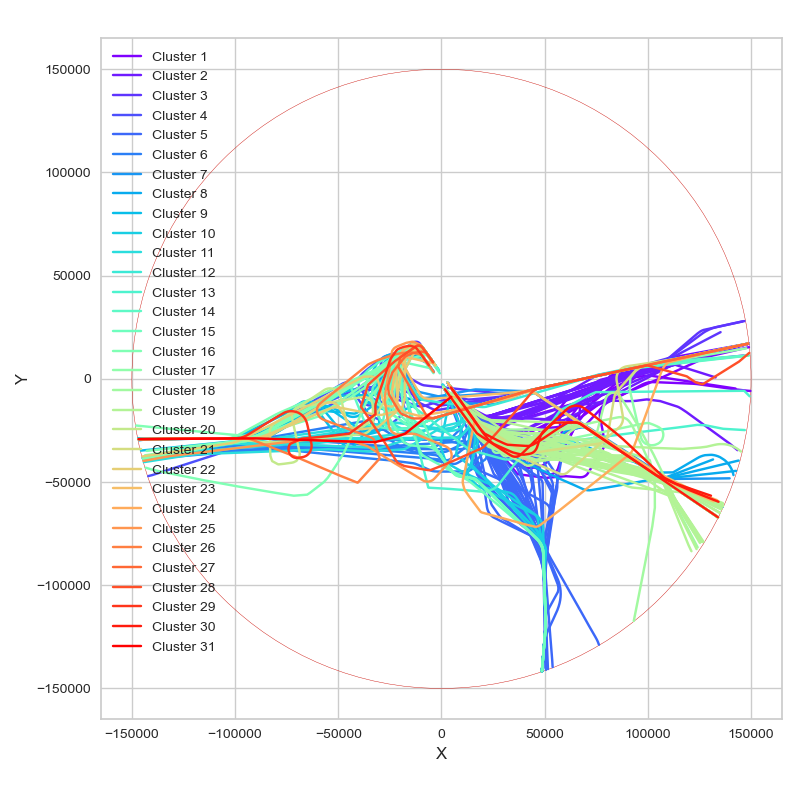 Cluster 1
Cluster 2
Cluster 3
Cluster 4
Cluster 5
Cluster 6
Cluster 7
Cluster 8
Cluster 9
Cluster 10
Cluster 11
Cluster 12
Cluster 13
Cluster 14
Cluster 15
Cluster 16
Cluster 17
Cluster 18
Cluster 19
Cluster 20
Cluster 21
Cluster 22
Cluster 23
Cluster 24
Cluster 25
Cluster 26
Cluster 27
Cluster 28
Cluster 29
Cluster 30
Cluster 31
150000
100000
50000
0
−50000
−100000
−150000
Y
−150000 −100000 −50000 0 50000 100000 150000
X